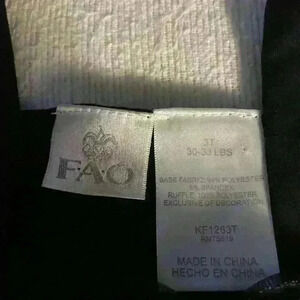 FAO
3T
30-33 LBS
BASE FABRIC: 95% POLYESTER
5% SPANDEX
RUFFLE: 100% POLYESTER
EXCLUSIVE OF DECORATION
KF1263T
MADE IN CHINA
HECHO EN CHINA